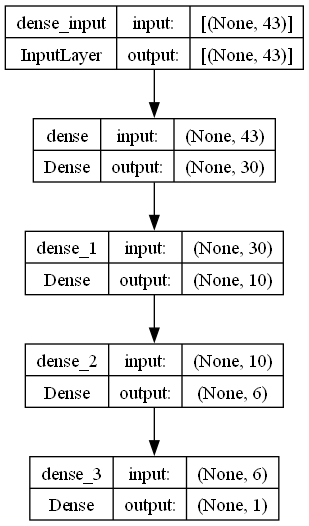 dense_input input: [(None, 43)]
InputLayer output: [(None, 43)]
dense input: (None, 43)
Dense output: (None, 30)
dense_1 input: (None, 30)
Dense output: (None, 10)
dense_2 input: (None, 10)
Dense output: (None, 6)
dense_3 input: (None, 6)
Dense output: (None, 1)